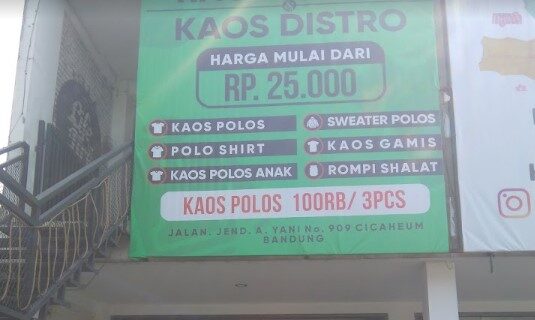 KAOS DISTRO
HARGA MULAI DARI
RP. 25.000
KAOS POLOS
SWEATER POLOS
POLO SHIRT
KAOS GAMIS
KAOS POLOS ANAK
ROMPI SHALAT
KAOS POLOS 100RB/ 3PCS
JALAN. JEND. A. YANI No, 909 CICAHEUM
BANDUNG